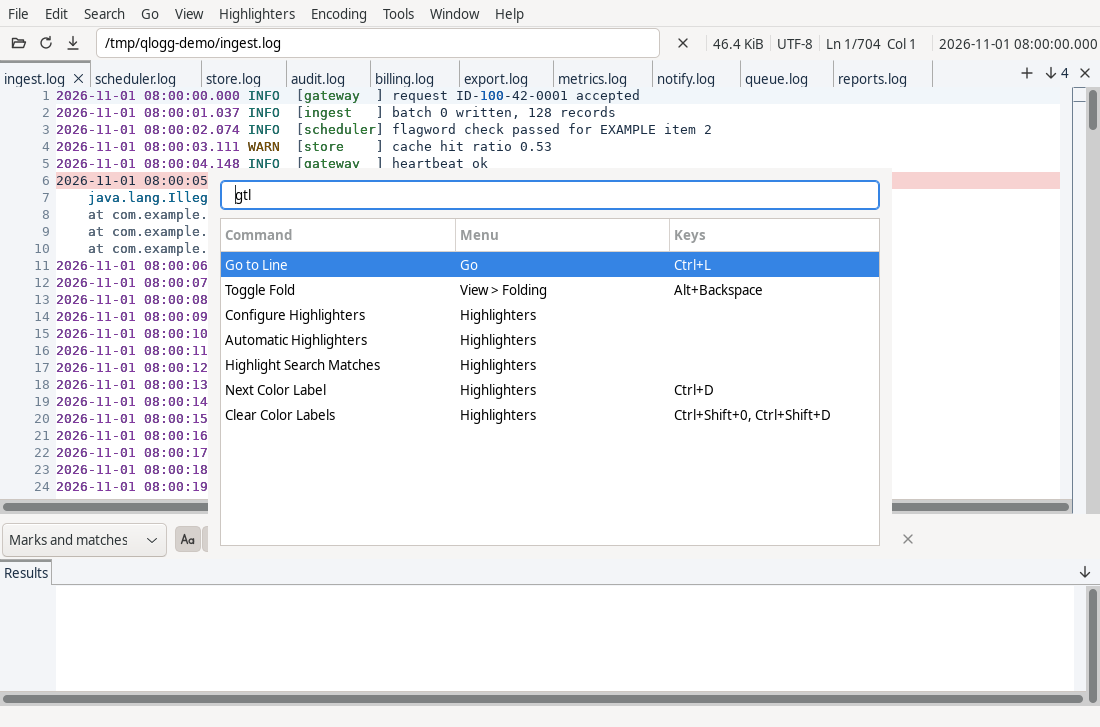 File Edit Search Go View Highlighters Encoding Tools Window Help
/tmp/qlogg-demo/ingest.log 46.4 KiB UTF-8 Ln 1/704 Col 1 2026-11-01 08:00:00.000
ingest.log scheduler.log store.log audit.log billing.log export.log metrics.log notify.log queue.log reports.log 4
1 2026-11-01 08:00:00.000 INFO [gateway ] request ID-100-42-0001 accepted
2 2026-11-01 08:00:01.037 INFO [ingest ] batch 0 written, 128 records
3 2026-11-01 08:00:02.074 INFO [scheduler] flagword check passed for EXAMPLE item 2
4 2026-11-01 08:00:03.111 WARN [store ] cache hit ratio 0.53
5 2026-11-01 08:00:04.148 INFO [gateway ] heartbeat ok
6 2026-11-01 08:00:05
7 java.lang.Illeg
8 at com.example.
9 at com.example.
10 at com.example.
11 2026-11-01 08:00:06
12 2026-11-01 08:00:07
13 2026-11-01 08:00:08
14 2026-11-01 08:00:09
15 2026-11-01 08:00:10
16 2026-11-01 08:00:11
17 2026-11-01 08:00:12
18 2026-11-01 08:00:13
19 2026-11-01 08:00:14
20 2026-11-01 08:00:15
21 2026-11-01 08:00:16
22 2026-11-01 08:00:17
23 2026-11-01 08:00:18
24 2026-11-01 08:00:19
gtl
Command Menu Keys
Go to Line Go Ctrl+L
Toggle Fold View > Folding Alt+Backspace
Configure Highlighters Highlighters
Automatic Highlighters Highlighters
Highlight Search Matches Highlighters
Next Color Label Highlighters Ctrl+D
Clear Color Labels Highlighters Ctrl+Shift+0, Ctrl+Shift+D
Marks and matches Aa
Results